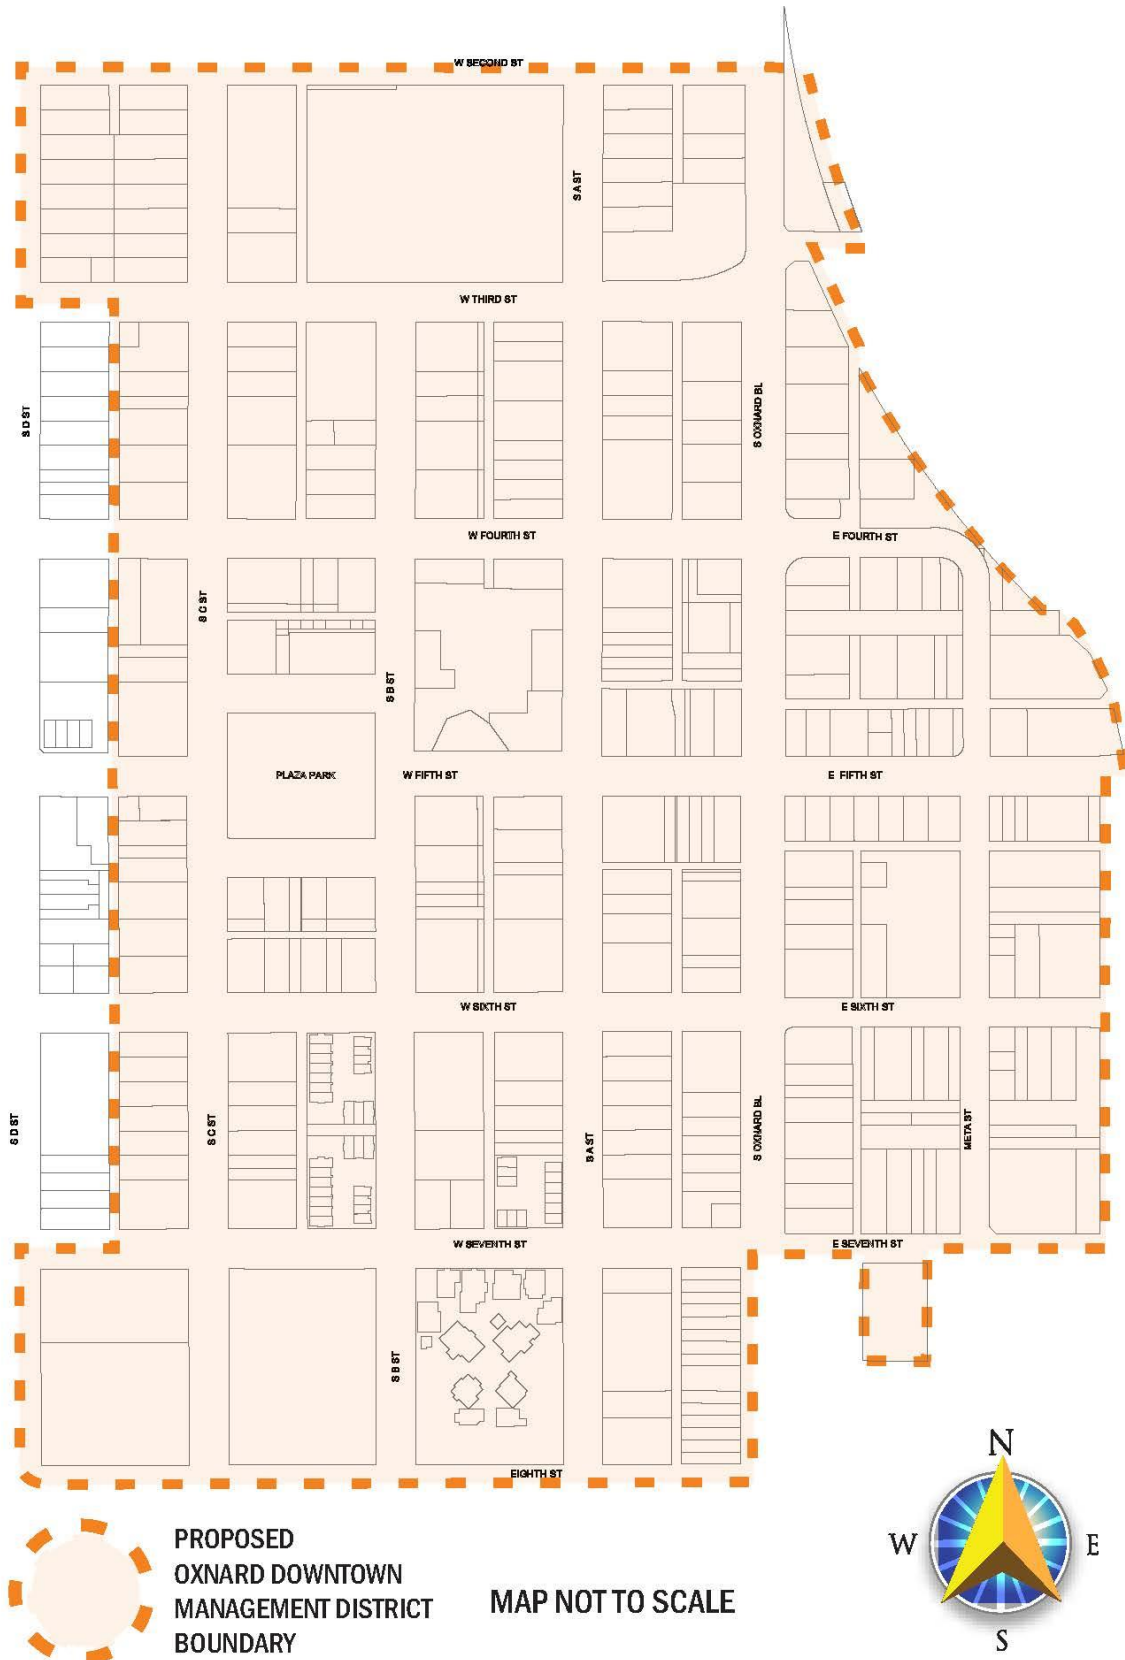 W SECOND ST
S A ST
W THIRD ST
S D ST
S OXNARD BL
W FOURTH ST
E FOURTH ST
S C ST
S B ST
PLAZA PARK
W FIFTH ST
E FIFTH ST
W SIXTH ST
E SIXTH ST
S D ST
S C ST
S A ST
S OXNARD BL
META ST
W SEVENTH ST
E SEVENTH ST
S B ST
EIGHTH ST
PROPOSED
OXNARD DOWNTOWN
MANAGEMENT DISTRICT
BOUNDARY
MAP NOT TO SCALE
N
W
E
S